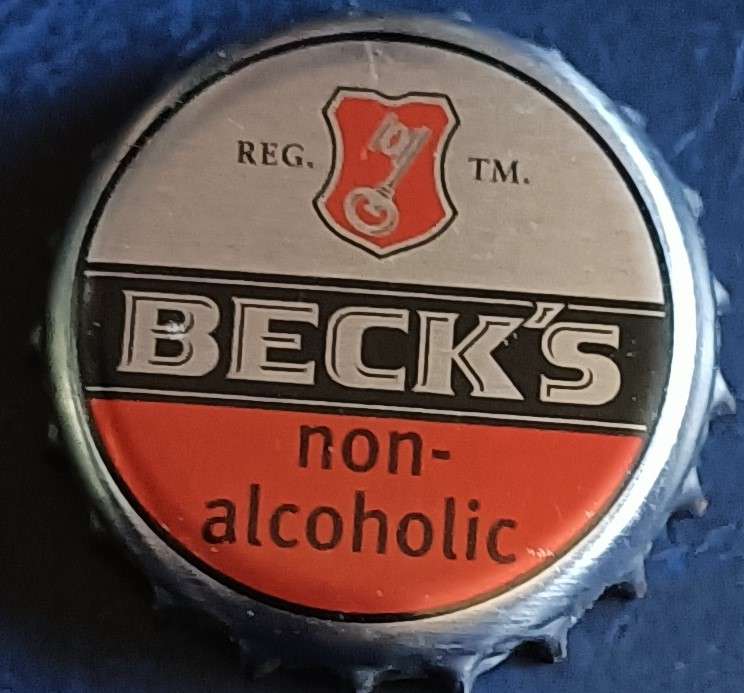 REG. TM.
BECK'S
non-
alcoholic